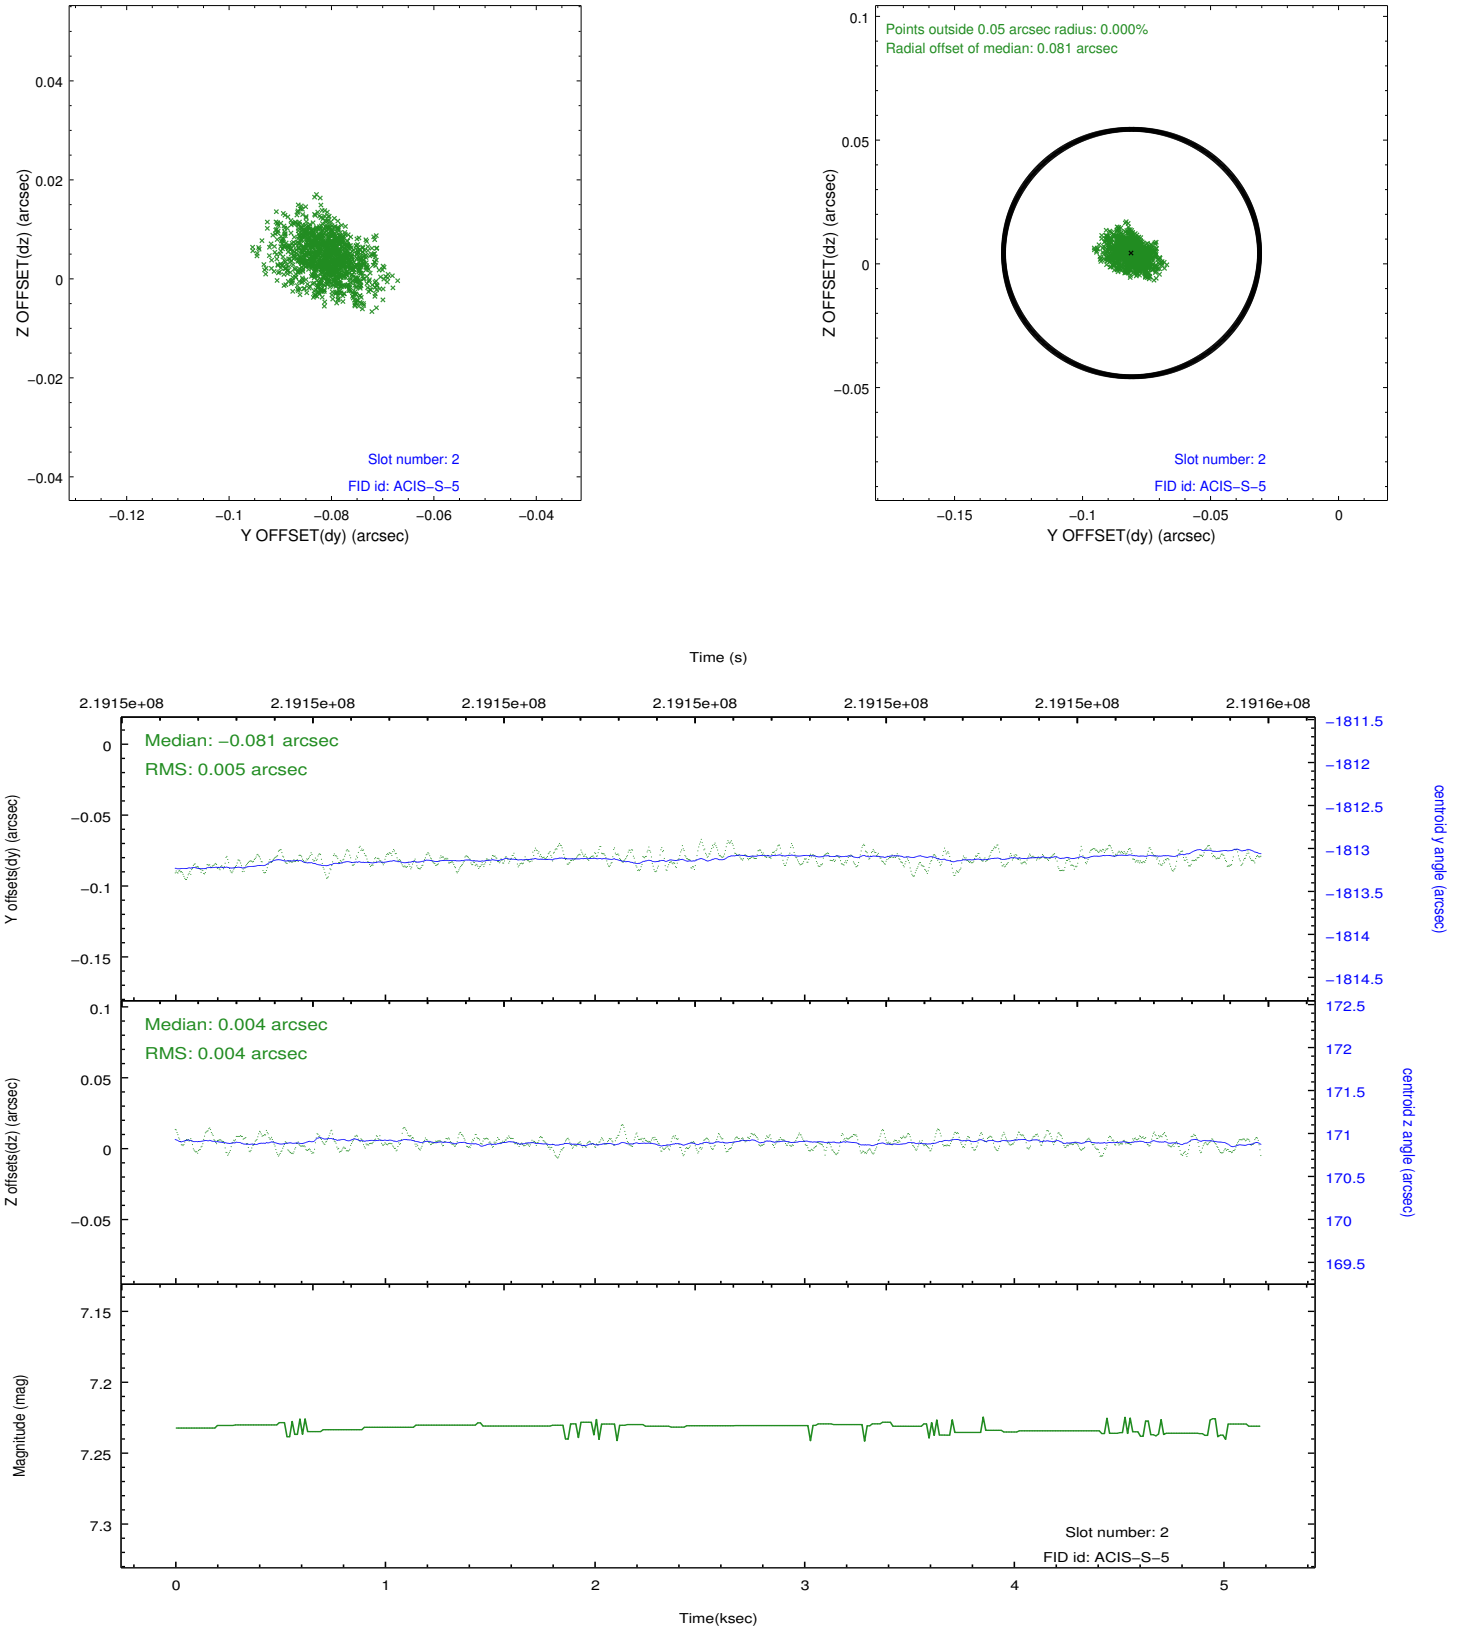 0.04
0.02
0
−0.02
−0.04
Z OFFSET(dz) (arcsec)
Slot number: 2
FID id: ACIS−S−5
−0.12
−0.1
−0.08
−0.06
−0.04
Y OFFSET(dy) (arcsec)
Points outside 0.05 arcsec radius: 0.000%
Radial offset of median: 0.081 arcsec
0.1
0.05
0
−0.05
Z OFFSET(dz) (arcsec)
Slot number: 2
FID id: ACIS−S−5
−0.15
−0.1
−0.05
0
Y OFFSET(dy) (arcsec)
Time (s)
2.1915e+08
2.1915e+08
2.1915e+08
2.1915e+08
2.1915e+08
2.1915e+08
2.1916e+08
Median: −0.081 arcsec
RMS: 0.005 arcsec
0
−0.05
−0.1
−0.15
Y offsets(dy) (arcsec)
−1811.5
−1812
−1812.5
−1813
−1813.5
−1814
−1814.5
centroid y angle (arcsec)
Median: 0.004 arcsec
RMS: 0.004 arcsec
0.1
0.05
0
−0.05
Z offsets(dz) (arcsec)
172.5
172
171.5
171
170.5
170
169.5
centroid z angle (arcsec)
7.15
7.2
7.25
7.3
Magnitude (mag)
Slot number: 2
FID id: ACIS−S−5
0
1
2
3
4
5
Time(ksec)